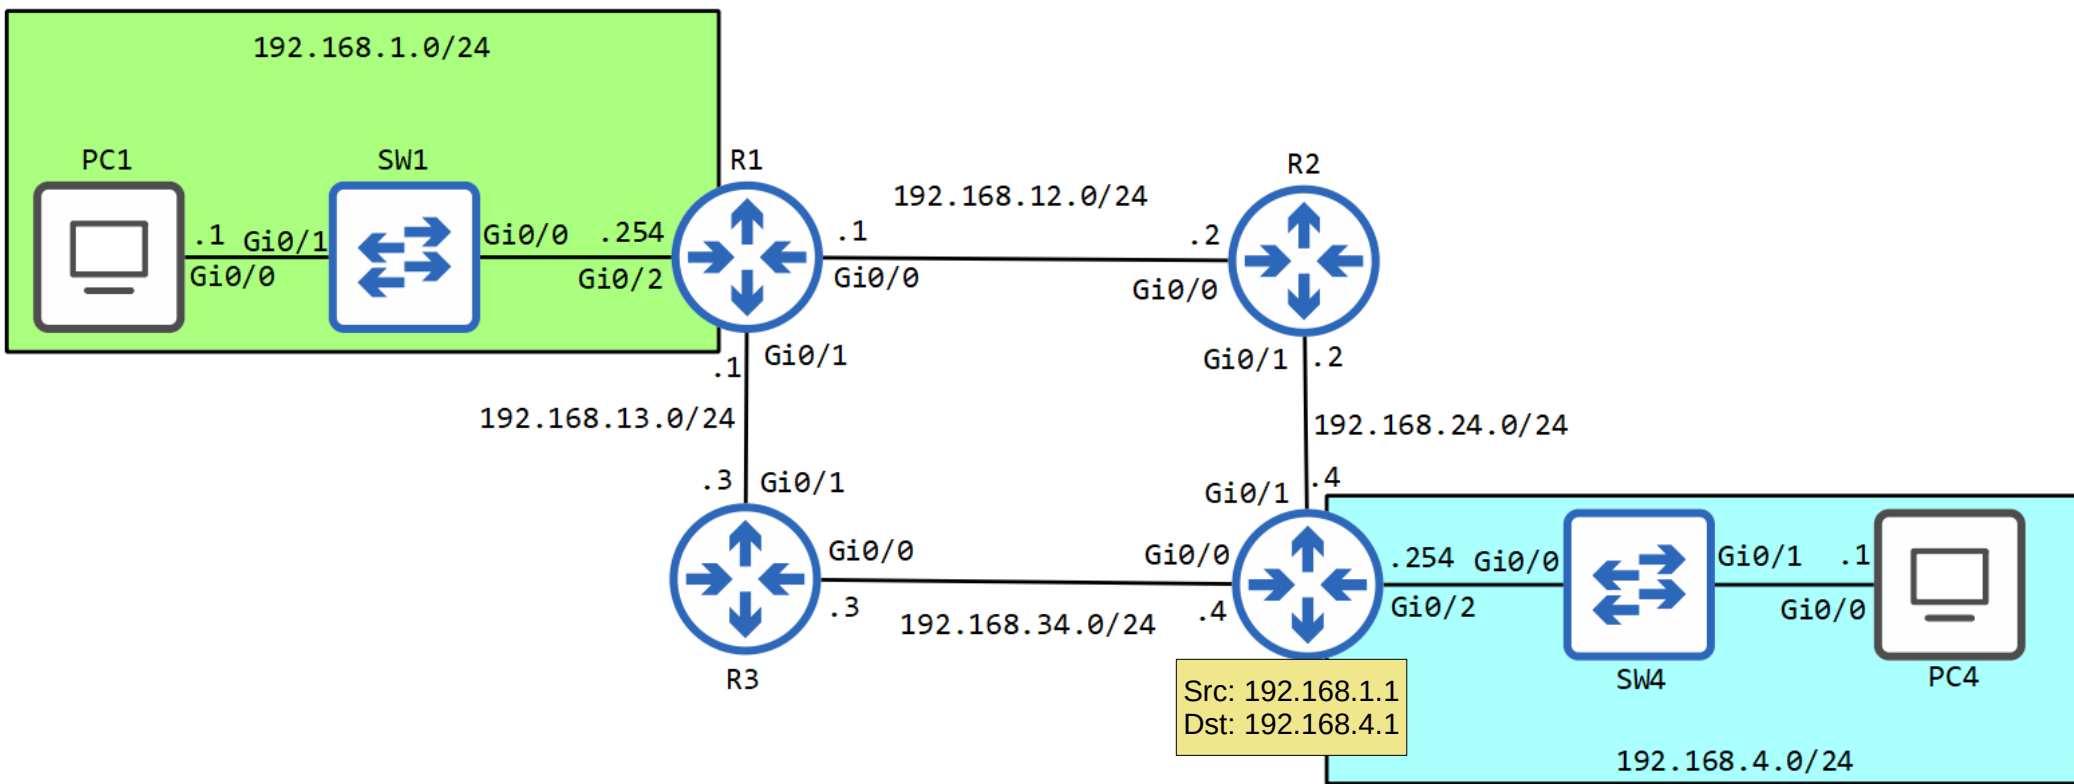 192.168.1.0/24
PC1
SW1
R1
R2
192.168.12.0/24
.1
Gi0/1
Gi0/0
Gi0/0
.254
Gi0/2
.1
Gi0/0
.2
Gi0/0
.1
Gi0/1
Gi0/1
.2
192.168.13.0/24
192.168.24.0/24
.3
Gi0/1
.4
Gi0/1
Gi0/0
.3
Gi0/0
.4
192.168.34.0/24
.254
Gi0/2
Gi0/0
Gi0/1
.1
Gi0/0
R3
SW4
PC4
Src: 192.168.1.1
Dst: 192.168.4.1
192.168.4.0/24